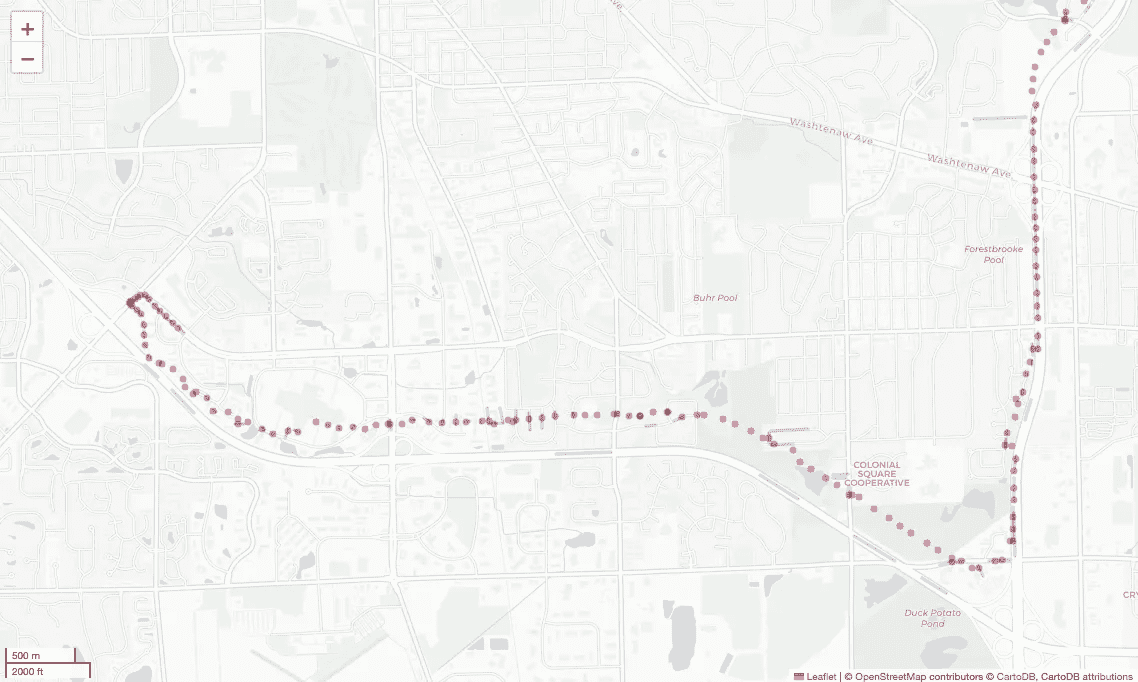 +
Washtenaw Ave
Washtenaw Ave
−
Forestbrooke
Pool
Buhr Pool
COLONIAL
SQUARE
COOPERATIVE
Duck Potato
Pond
CRY
500 m
2000 ft
Leaflet | © OpenStreetMap contributors © CartoDB, CartoDB attributions